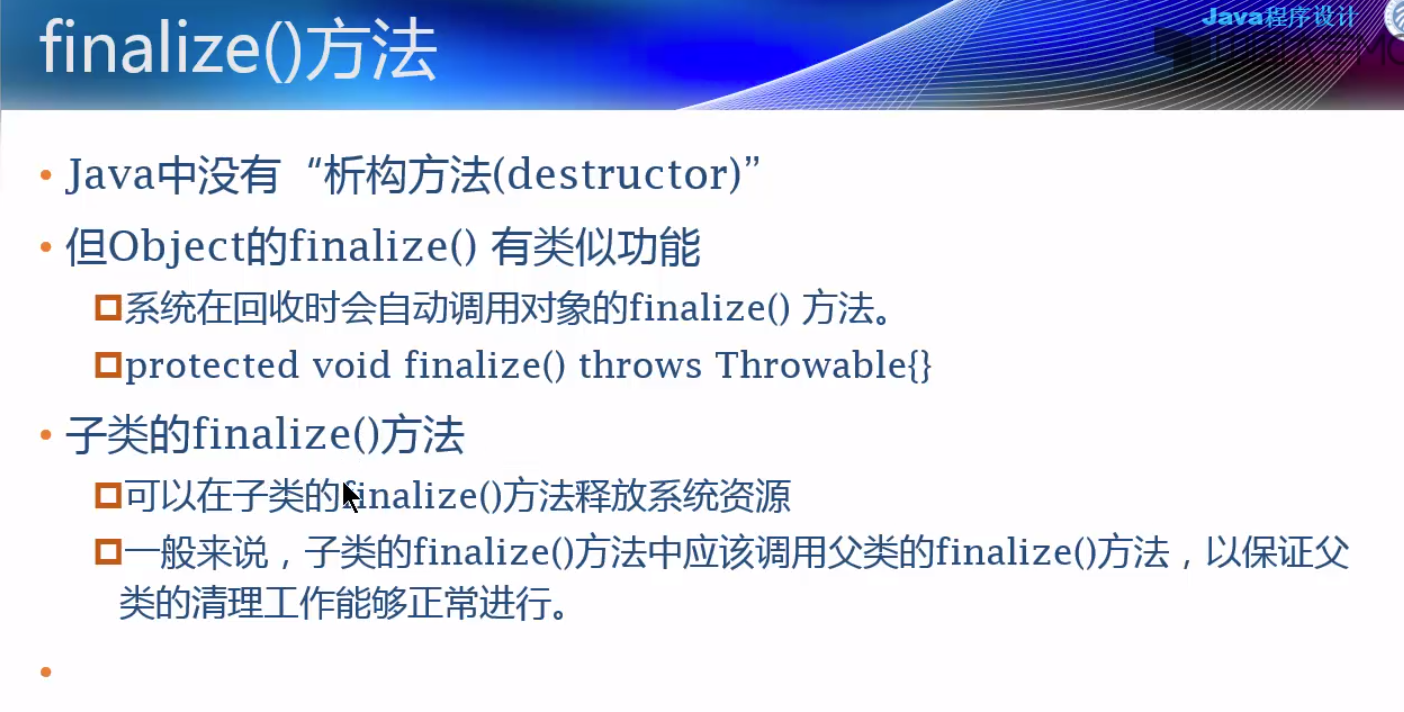 Java程序设计
finalize()方法
Java中没有“析构方法(destructor)”
但Object的finalize() 有类似功能
系统在回收时会自动调用对象的finalize() 方法。
protected void finalize() throws Throwable{}
子类的finalize()方法
可以在子类的finalize()方法释放系统资源
一般来说，子类的finalize()方法中应该调用父类的finalize()方法，以保证父
类的清理工作能够正常进行。